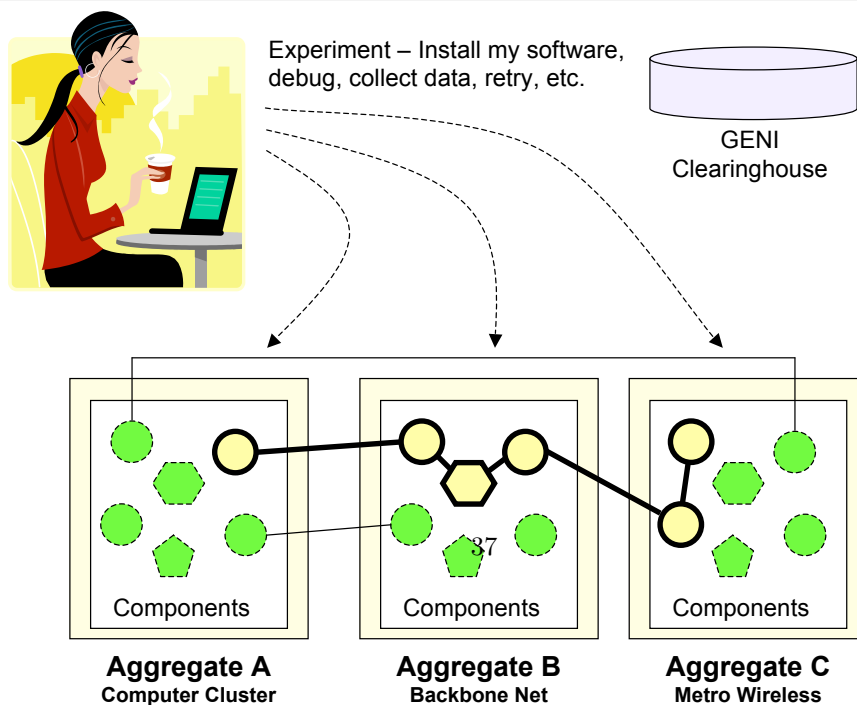 Experiment – Install my software,
debug, collect data, retry, etc.
GENI
Clearinghouse
37
Components
Components
Components
Aggregate A
Computer Cluster
Aggregate B
Backbone Net
Aggregate C
Metro Wireless